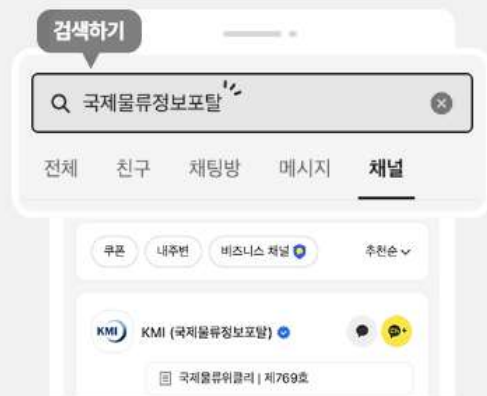 검색하기
국제물류정보포탈
전체 친구 채팅방 메시지 채널
쿠폰 내주변 비즈니스 채널 추천순
KMI KMI (국제물류정보포탈) Ch+
국제물류위클리 | 제769호